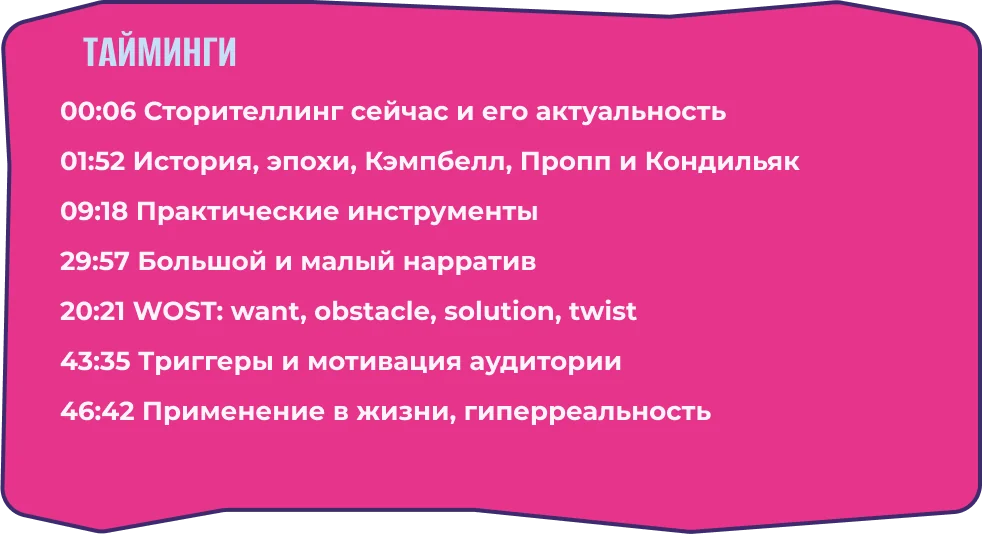 ТАЙМИНГИ
00:06 Сторителлинг сейчас и его актуальность
01:52 История, эпохи, Кэмпбелл, Пропп и Кондильяк
09:18 Практические инструменты
29:57 Большой и малый нарратив
20:21 WOST: want, obstacle, solution, twist
43:35 Триггеры и мотивация аудитории
46:42 Применение в жизни, гиперреальность